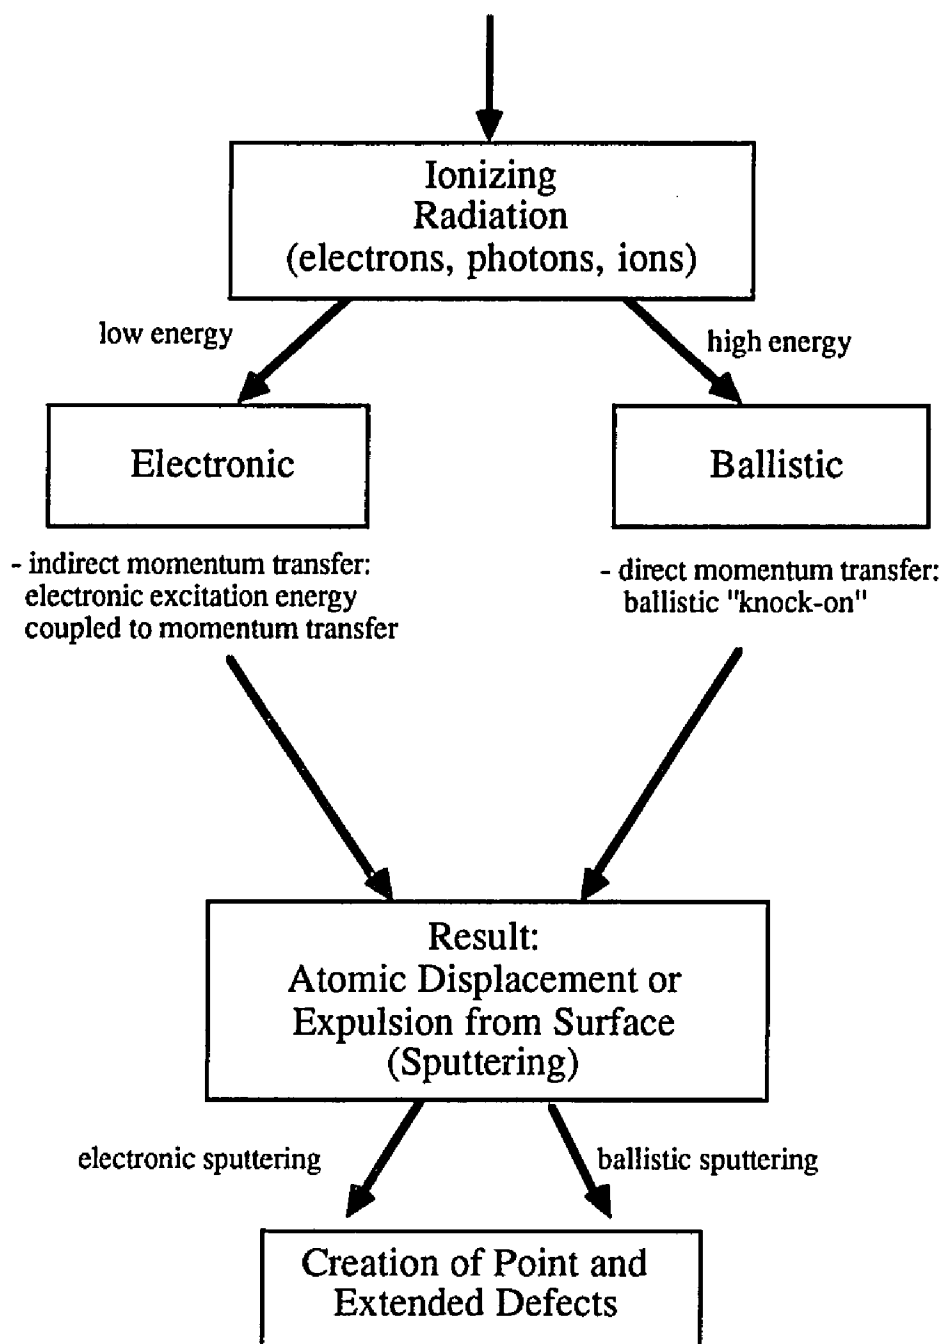 Ionizing
Radiation
(electrons, photons, ions)
low energy
high energy
Electronic
Ballistic
- indirect momentum transfer:
electronic excitation energy
coupled to momentum transfer
- direct momentum transfer:
ballistic "knock-on"
Result:
Atomic Displacement or
Expulsion from Surface
(Sputtering)
electronic sputtering
ballistic sputtering
Creation of Point and
Extended Defects